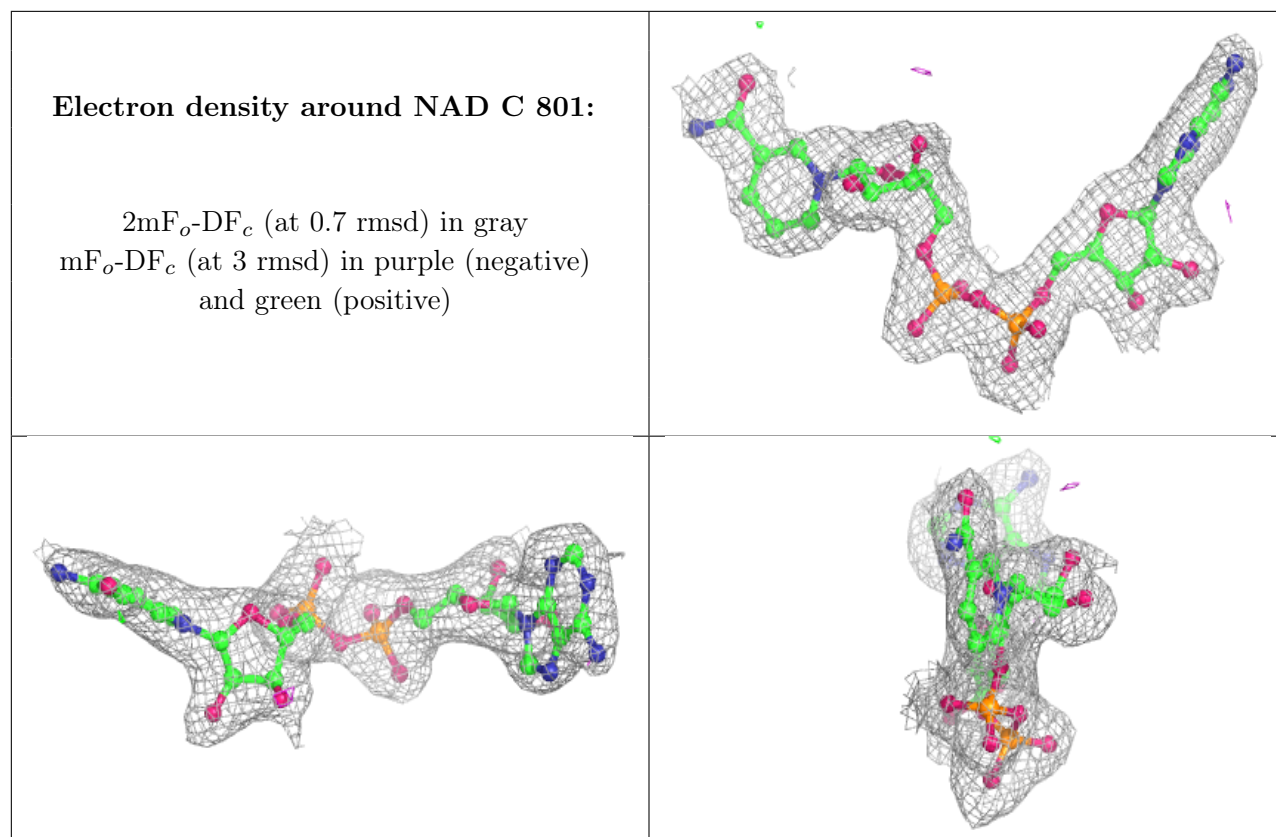 Electron density around NAD C 801:
2mFₒ-DF𝒸 (at 0.7 rmsd) in gray
mFₒ-DF𝒸 (at 3 rmsd) in purple (negative)
and green (positive)